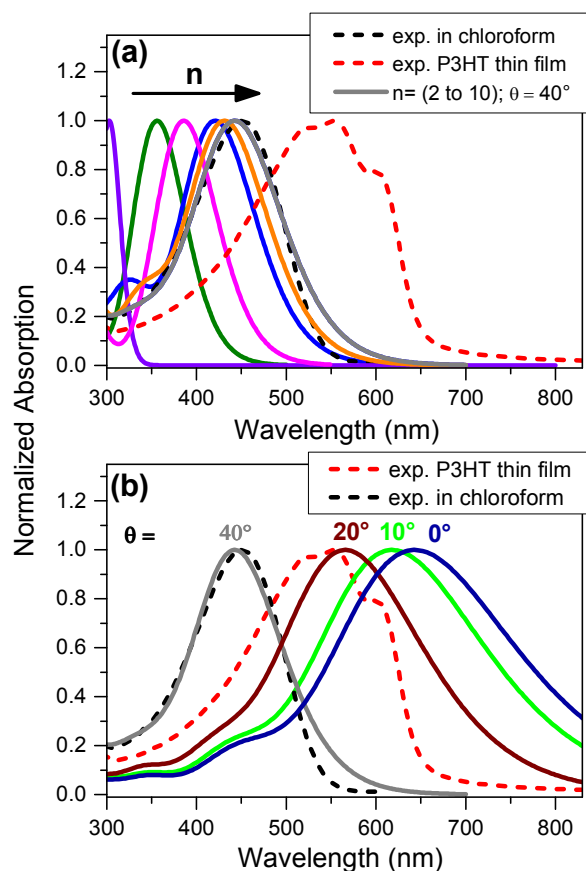 exp. in chloroform
exp. P3HT thin film
n= (2 to 10); θ = 40°
(a)
n
1.2
1.0
0.8
0.6
0.4
0.2
0.0
300 400 500 600 700 800
Wavelength (nm)
Normalized Absorption
exp. P3HT thin film
exp. in chloroform
(b)
θ = 40° 20° 10° 0°
1.2
1.0
0.8
0.6
0.4
0.2
0.0
300 400 500 600 700 800
Wavelength (nm)